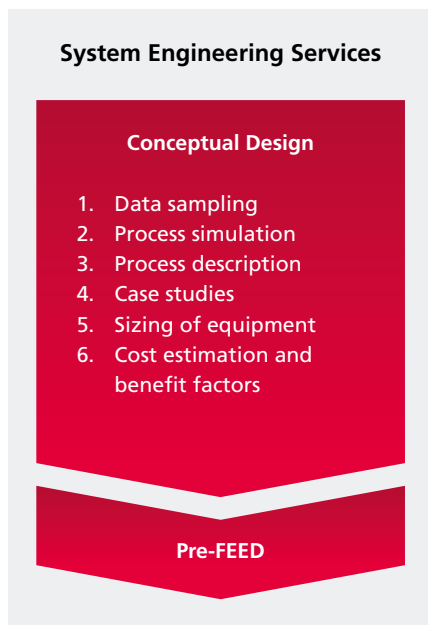 System Engineering Services
Conceptual Design
1. Data sampling
2. Process simulation
3. Process description
4. Case studies
5. Sizing of equipment
6. Cost estimation and
benefit factors
Pre-FEED